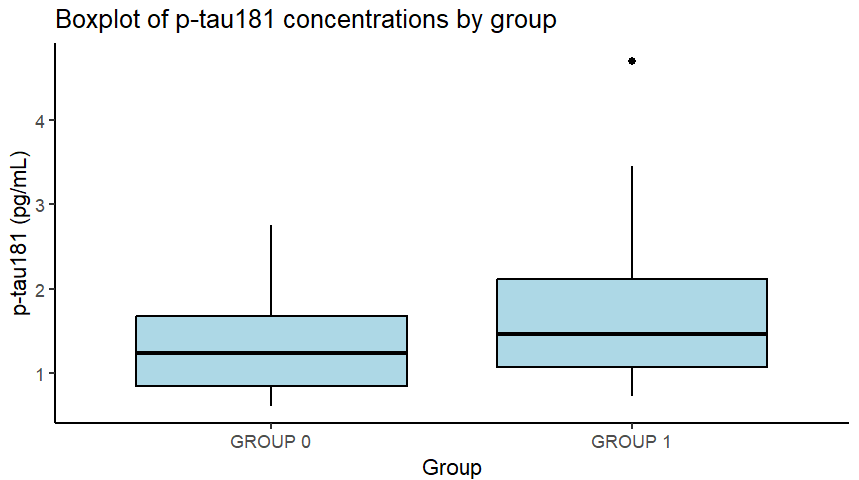 Boxplot of p-tau181 concentrations by group
p-tau181 (pg/mL)
4
3
2
1
GROUP 0
GROUP 1
Group